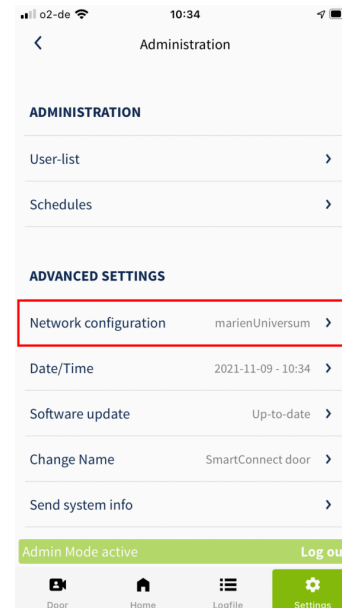 o2-de 10:34
Administration
ADMINISTRATION
User-list
Schedules
ADVANCED SETTINGS
Network configuration marienUniversum
Date/Time 2021-11-09 - 10:34
Software update Up-to-date
Change Name SmartConnect door
Send system info
Admin Mode active Log ou
Door Home Logfile Settings